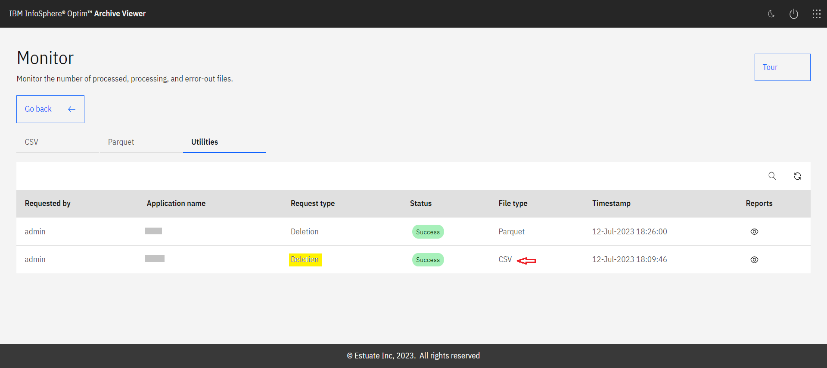 IBM InfoSphere® Optim™ Archive Viewer
Monitor
Monitor the number of processed, processing, and error-out files.
Tour
Go back
CSV Parquet Utilities
Requested by Application name Request type Status File type Timestamp Reports
admin Deletion Success Parquet 12-Jul-2023 18:26:00
admin Deletion Success CSV 12-Jul-2023 18:09:46
© Estuate Inc, 2023. All rights reserved